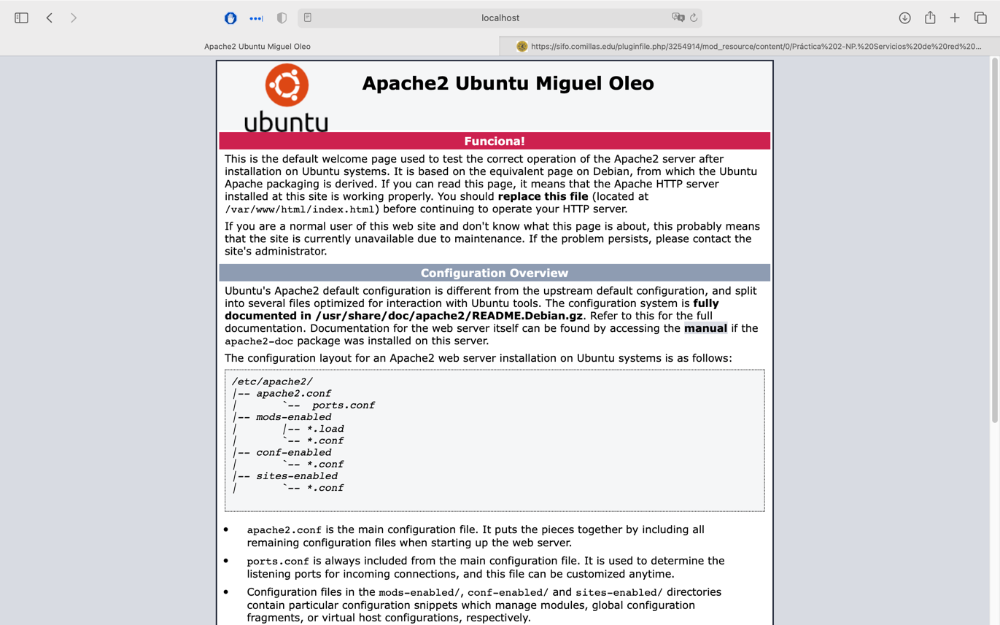 localhost
Apache2 Ubuntu Miguel Oleo
https://sifo.comillas.edu/pluginfile.php/3254914/mod_resource/content/0/Práctica%202-NP.%20Servicios%20de%20red%20...
ubuntu
Apache2 Ubuntu Miguel Oleo
Funciona!
This is the default welcome page used to test the correct operation of the Apache2 server after
installation on Ubuntu systems. It is based on the equivalent page on Debian, from which the Ubuntu
Apache packaging is derived. If you can read this page, it means that the Apache HTTP server
installed at this site is working properly. You should replace this file (located at
/var/www/html/index.html) before continuing to operate your HTTP server.
If you are a normal user of this web site and don't know what this page is about, this probably means
that the site is currently unavailable due to maintenance. If the problem persists, please contact the
site's administrator.
Configuration Overview
Ubuntu's Apache2 default configuration is different from the upstream default configuration, and split
into several files optimized for interaction with Ubuntu tools. The configuration system is fully
documented in /usr/share/doc/apache2/README.Debian.gz. Refer to this for the full
documentation. Documentation for the web server itself can be found by accessing the manual if the
apache2-doc package was installed on this server.
The configuration layout for an Apache2 web server installation on Ubuntu systems is as follows:
/etc/apache2/
|-- apache2.conf
|       `--  ports.conf
|-- mods-enabled
|       |-- *.load
|       `-- *.conf
|-- conf-enabled
|       `-- *.conf
|-- sites-enabled
|       `-- *.conf
• apache2.conf is the main configuration file. It puts the pieces together by including all
remaining configuration files when starting up the web server.
• ports.conf is always included from the main configuration file. It is used to determine the
listening ports for incoming connections, and this file can be customized anytime.
• Configuration files in the mods-enabled/, conf-enabled/ and sites-enabled/ directories
contain particular configuration snippets which manage modules, global configuration
fragments, or virtual host configurations, respectively.